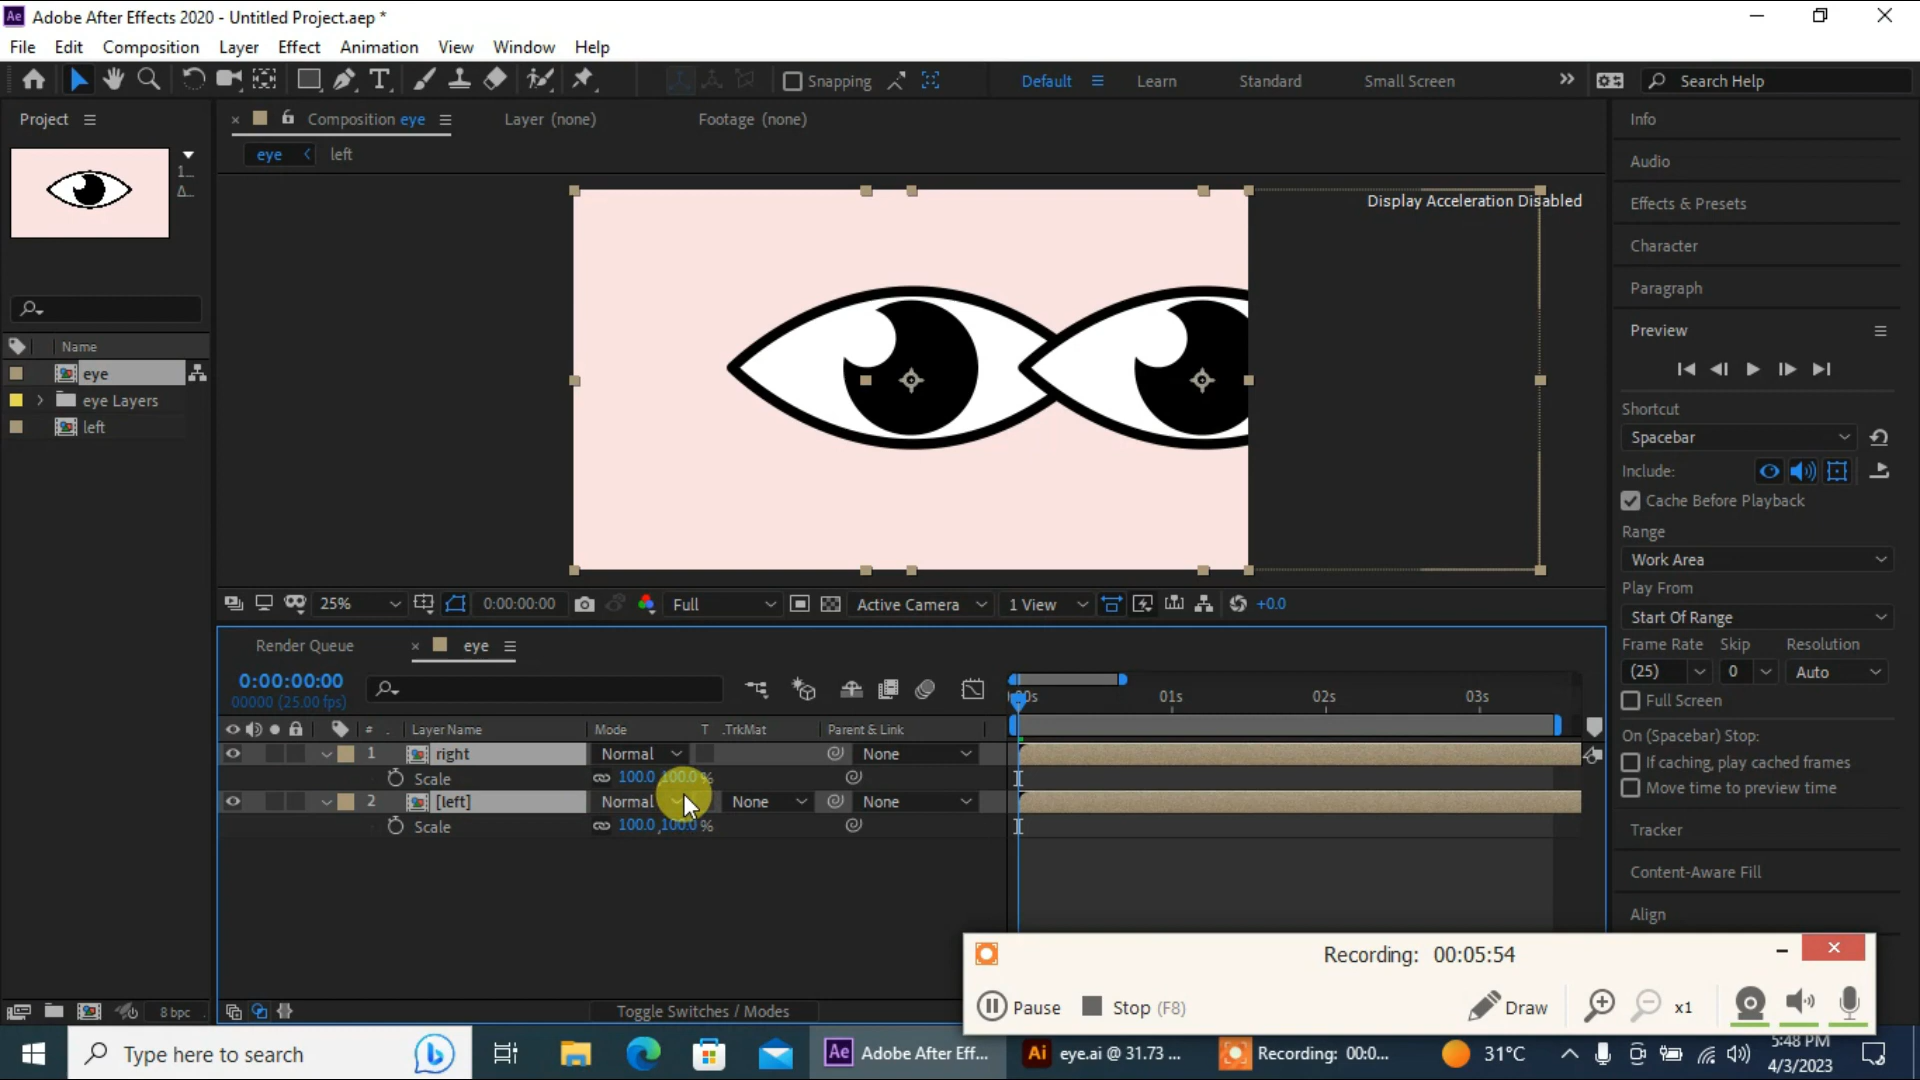 Ae Adobe After Effects 2020 - Untitled Project.aep *
File Edit Composition Layer Effect Animation View Window Help
Snapping Default Learn Standard Small Screen Search Help
Project Composition eye Layer (none) Footage (none) Info
eye left
Display Acceleration Disabled
Audio
Effects & Presets
Character
Paragraph
Preview
Name
eye
eye Layers
left
Shortcut
Spacebar
Include:
Cache Before Playback
Range
Work Area
Play From
Start Of Range
Frame Rate Skip Resolution
(25) 0 Auto
Full Screen
On (Spacebar) Stop:
If caching, play cached frames
Move time to preview time
Tracker
Content-Aware Fill
Align
25% 0:00:00:00 Full Active Camera 1 View +0.0
Render Queue eye
0:00:00:00
00000 (25.00 fps)
01s 02s 03s
# Layer Name Mode T .TrkMat Parent & Link
1 right Normal None
Scale 100.0, 100.0 %
2 [left] Normal None None
Scale 100.0, 100.0 %
8 bpc Toggle Switches / Modes
Recording: 00:05:54
Pause Stop (F8) Draw x1
Type here to search Ae Adobe After Eff... Ai eye.ai @ 31.73 ... Recording: 00:0... 31°C
5:48 PM
4/3/2023